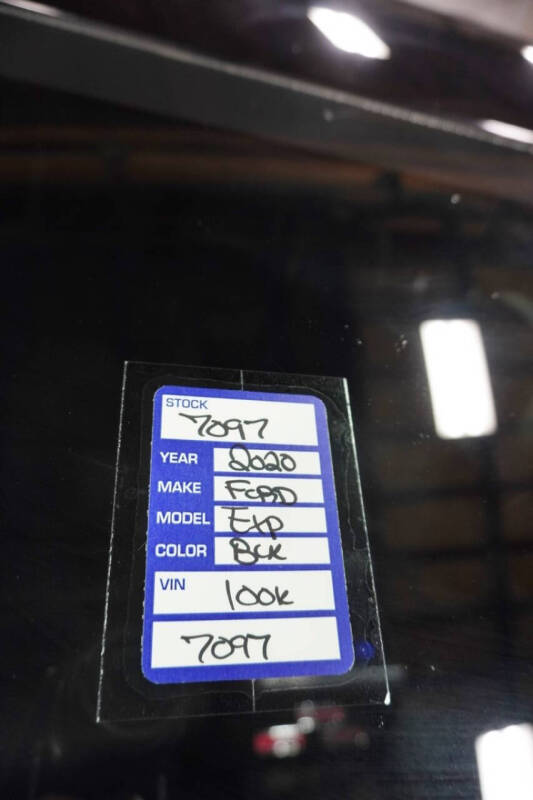 STOCK
7097
YEAR 2020
MAKE FORD
MODEL Exp
COLOR BLK
VIN 100k
7097